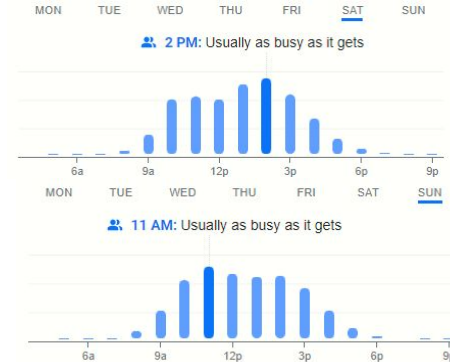 MON TUE WED THU FRI SAT SUN
2 PM: Usually as busy as it gets
6a 9a 12p 3p 6p 9p
MON TUE WED THU FRI SAT SUN
11 AM: Usually as busy as it gets
6a 9a 12p 3p 6p 9